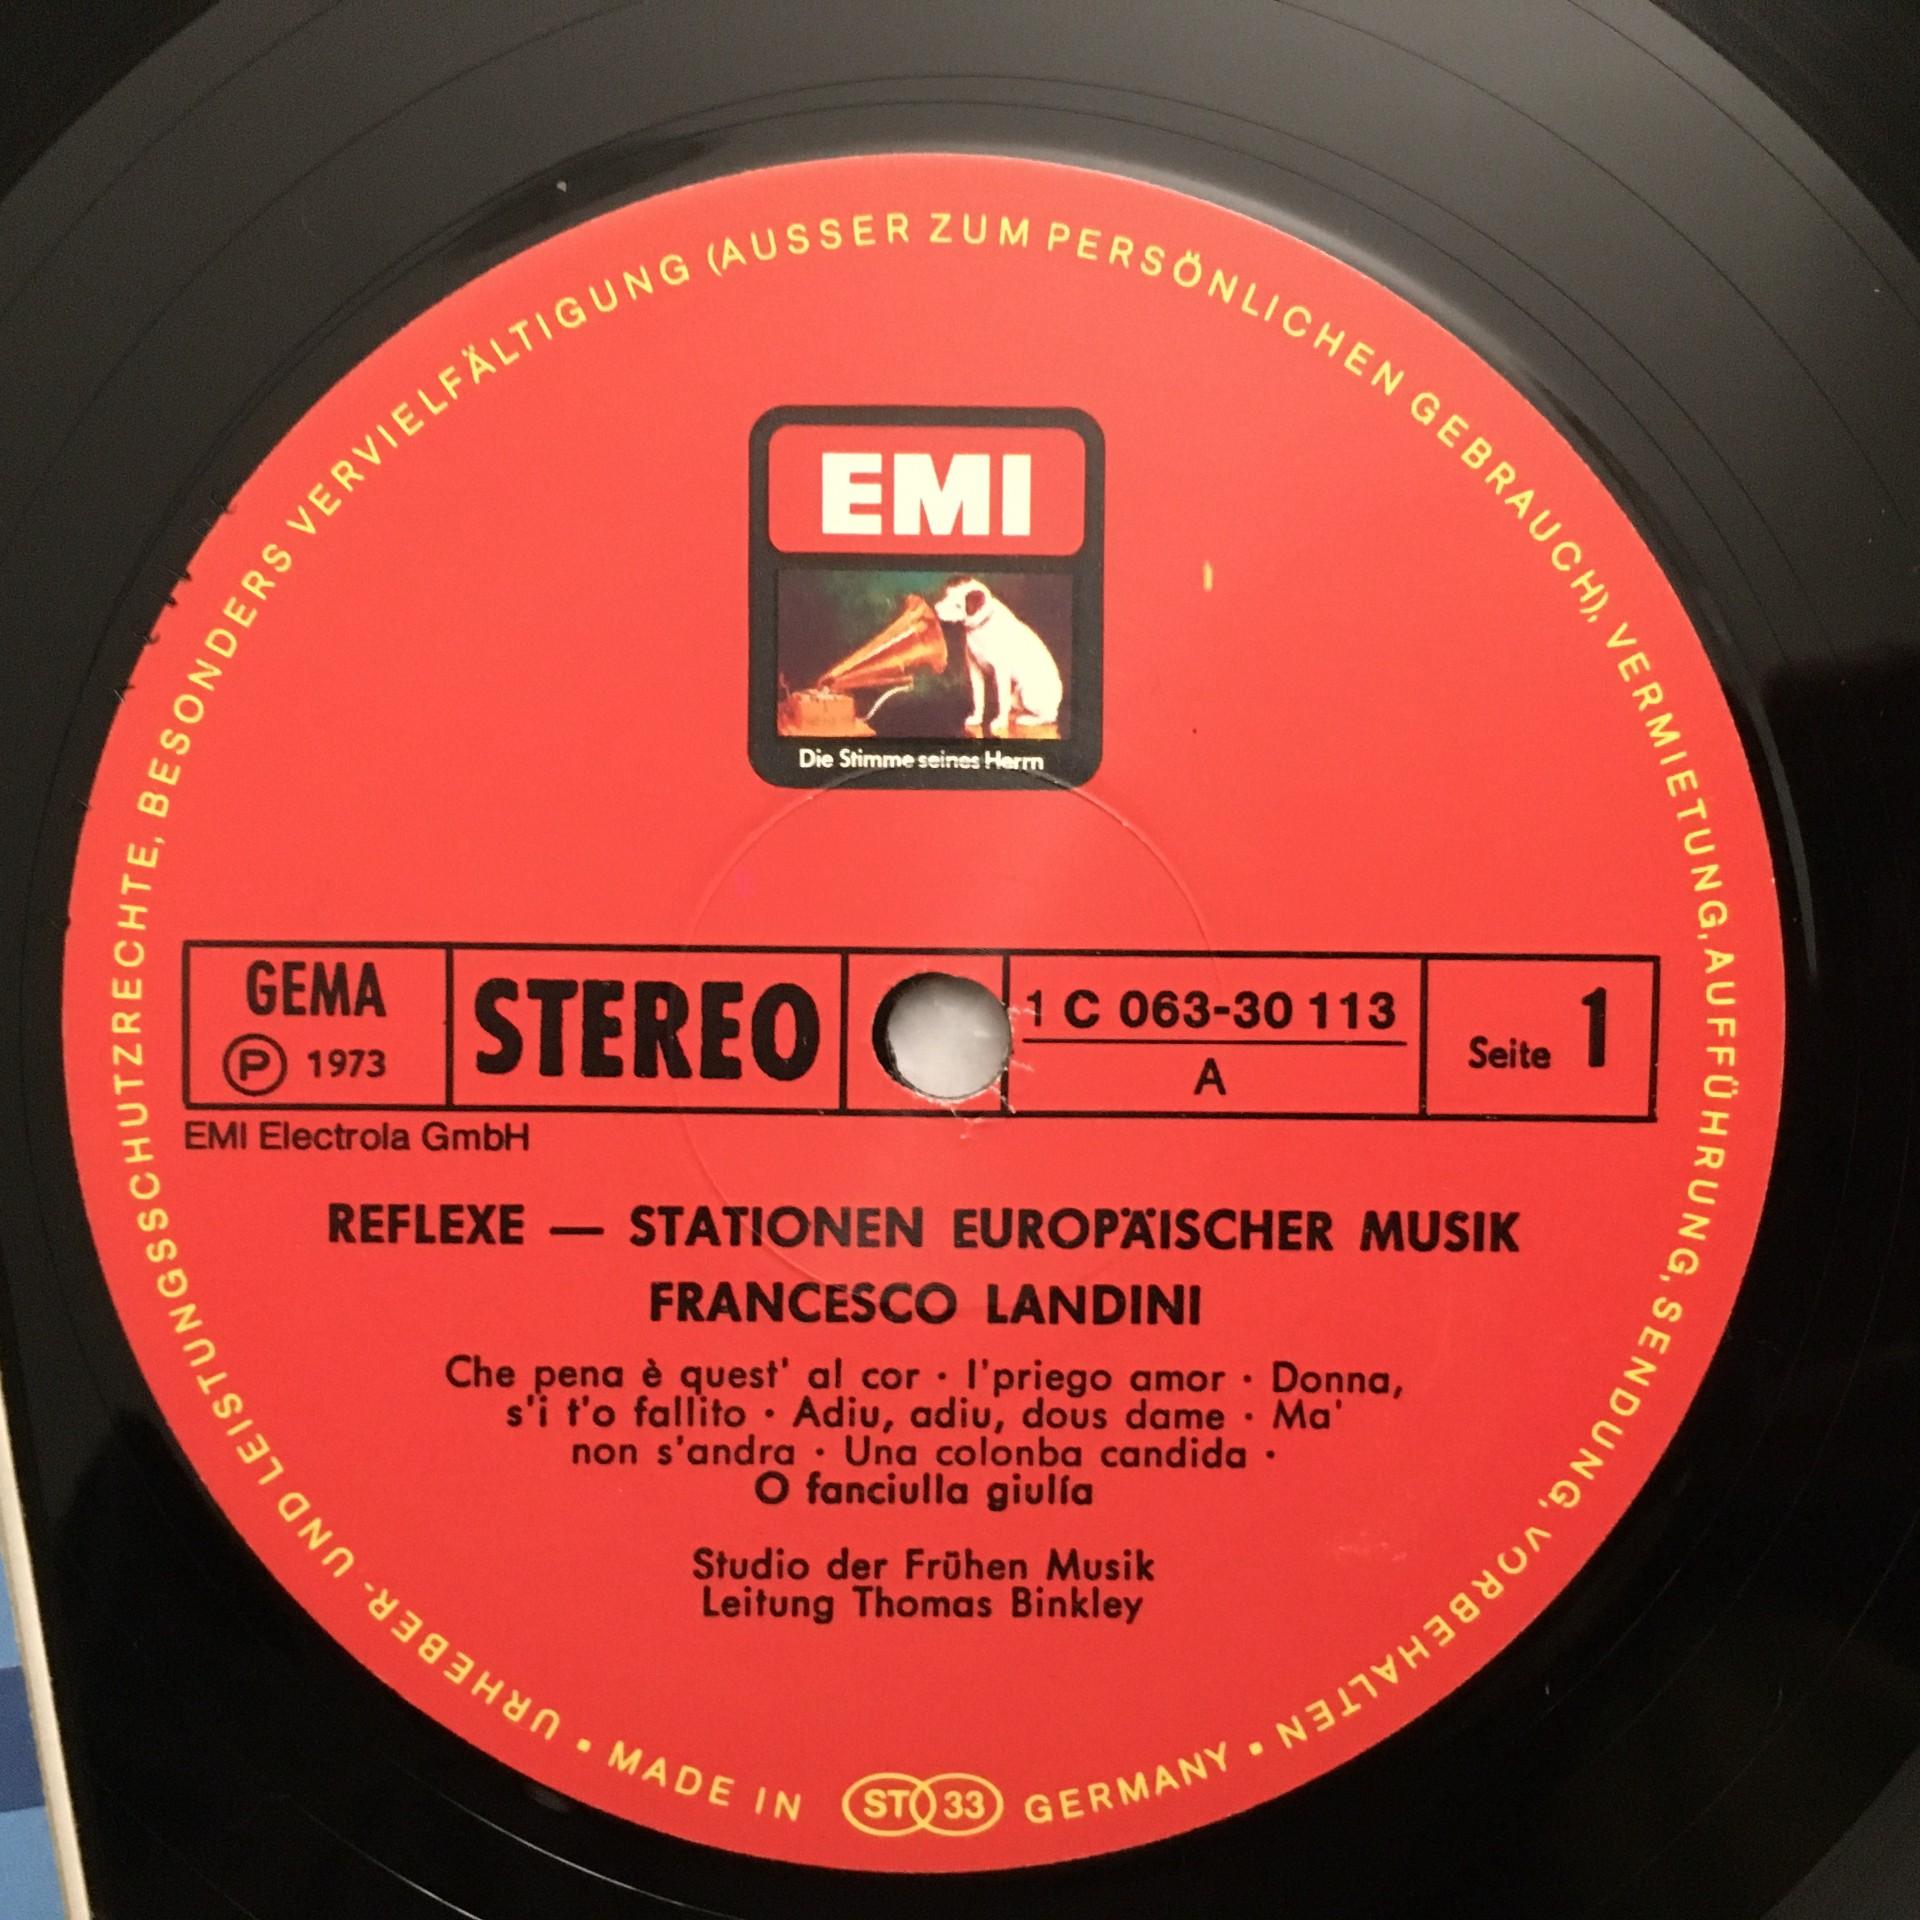 URHEBER- UND LEISTUNGSSCHUTZRECHTE, BESONDERS VERVIELFÄLTIGUNG (AUSSER ZUM PERSÖNLICHEN GEBRAUCH), VERMIETUNG, AUFFÜHRUNG, SENDUNG, VORBEHALTEN •
EMI
Die Stimme seines Herrn
GEMA
Ⓟ 1973
STEREO
1 C 063-30 113
A
Seite 1
EMI Electrola GmbH
REFLEXE — STATIONEN EUROPÄISCHER MUSIK
FRANCESCO LANDINI
Che pena è quest' al cor · I'priego amor · Donna,
s'i t'o fallito · Adiu, adiu, dous dame · Ma'
non s'andra · Una colonba candida ·
O fanciulla giulía
Studio der Frühen Musik
Leitung Thomas Binkley
• MADE IN ST 33 GERMANY